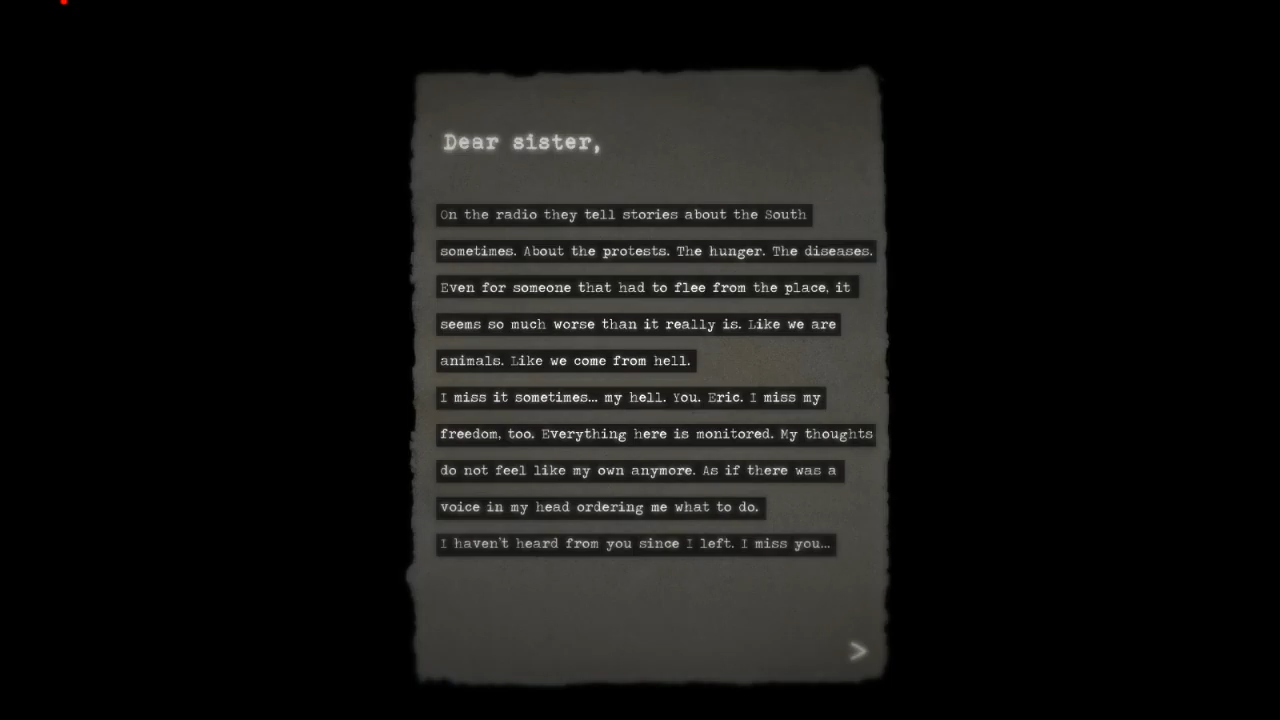 Dear sister,
On the radio they tell stories about the South
sometimes. About the protests. The hunger. The diseases.
Even for someone that had to flee from the place, it
seems so much worse than it really is. Like we are
animals. Like we come from hell.
I miss it sometimes... my hell. You. Eric. I miss my
freedom, too. Everything here is monitored. My thoughts
do not feel like my own anymore. As if there was a
voice in my head ordering me what to do.
I haven't heard from you since I left. I miss you...
>